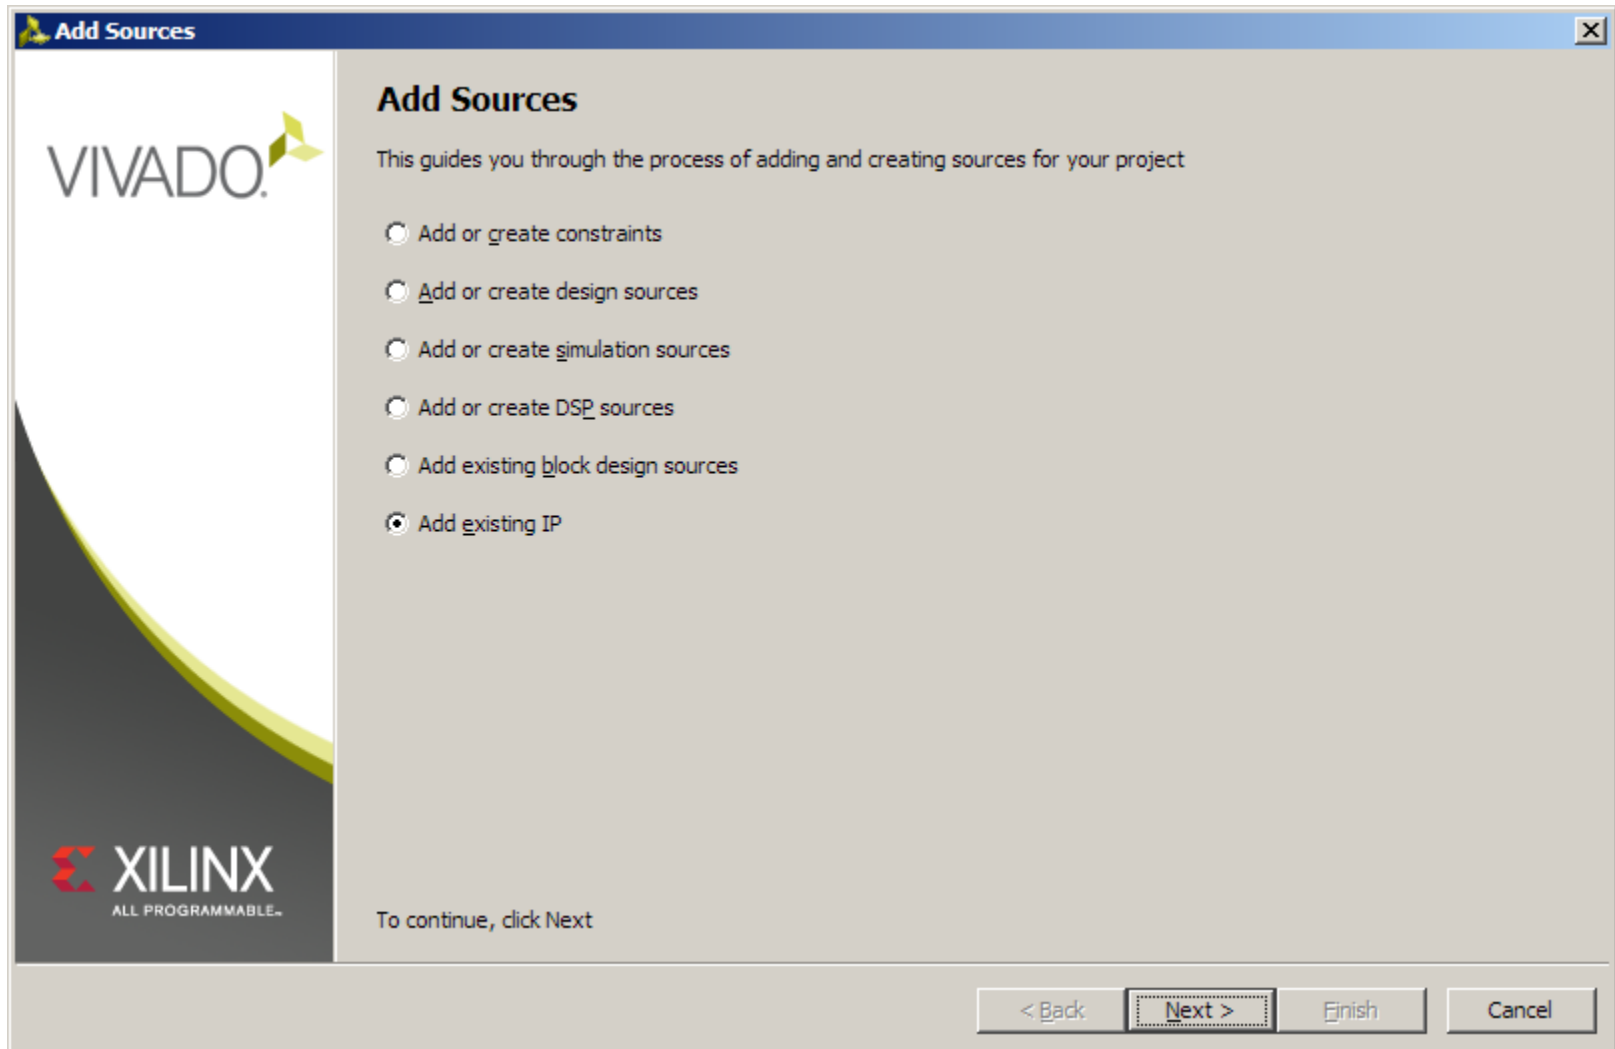 Add Sources
VIVADO.
Add Sources
This guides you through the process of adding and creating sources for your project
Add or create constraints
Add or create design sources
Add or create simulation sources
Add or create DSP sources
Add existing block design sources
Add existing IP
XILINX
ALL PROGRAMMABLE™
To continue, click Next
< Back
Next >
Finish
Cancel